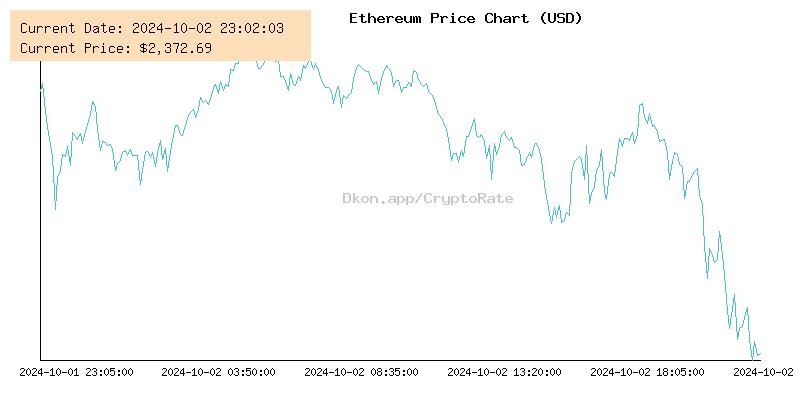 Ethereum Price Chart (USD)
Current Date: 2024-10-02 23:02:03
Current Price: $2,372.69
Dkon.app/CryptoRate
2024-10-01 23:05:00 2024-10-02 03:50:00 2024-10-02 08:35:00 2024-10-02 13:20:00 2024-10-02 18:05:00 2024-10-02